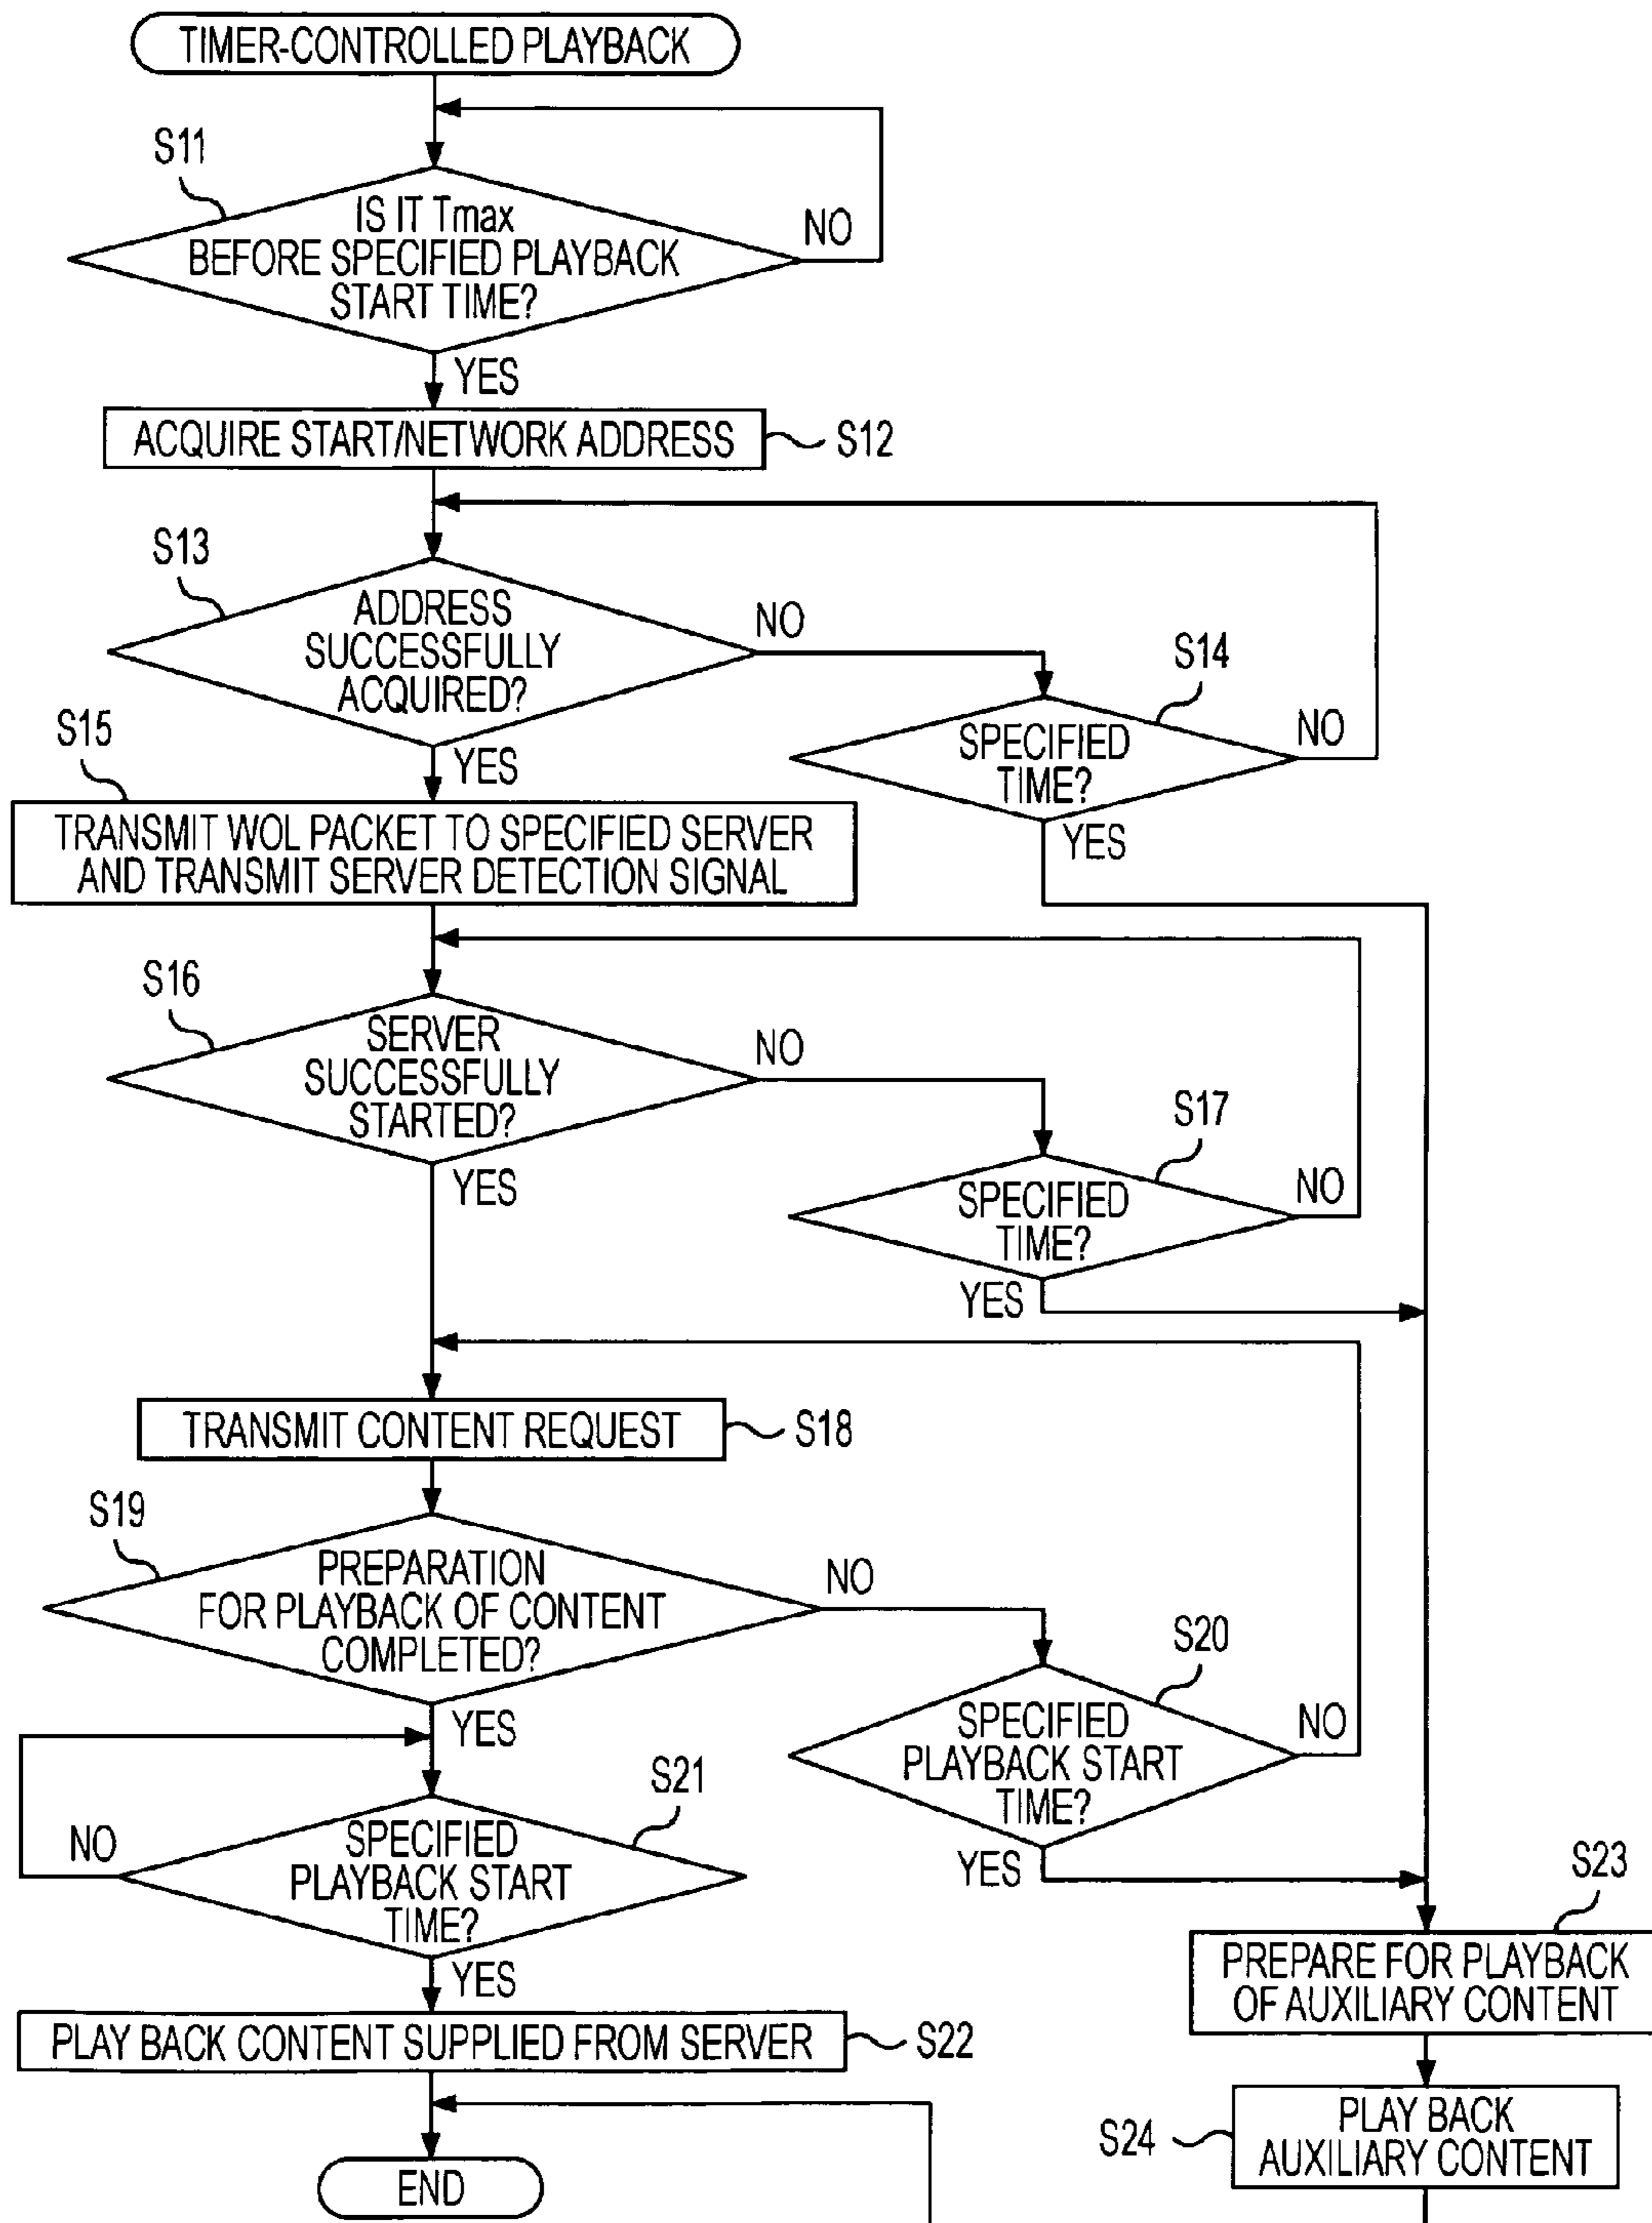 TIMER-CONTROLLED PLAYBACK
S11
IS IT Tmax
BEFORE SPECIFIED PLAYBACK
START TIME?
NO
YES
ACQUIRE START/NETWORK ADDRESS
S12
S13
ADDRESS
SUCCESSFULLY
ACQUIRED?
NO
S14
SPECIFIED
TIME?
NO
YES
YES
S15
TRANSMIT WOL PACKET TO SPECIFIED SERVER
AND TRANSMIT SERVER DETECTION SIGNAL
S16
SERVER
SUCCESSFULLY
STARTED?
NO
S17
SPECIFIED
TIME?
NO
YES
YES
TRANSMIT CONTENT REQUEST
S18
S19
PREPARATION
FOR PLAYBACK OF CONTENT
COMPLETED?
NO
S20
SPECIFIED
PLAYBACK START
TIME?
NO
YES
YES
S21
SPECIFIED
PLAYBACK START
TIME?
NO
YES
PLAY BACK CONTENT SUPPLIED FROM SERVER
S22
S23
PREPARE FOR PLAYBACK
OF AUXILIARY CONTENT
S24
PLAY BACK
AUXILIARY CONTENT
END